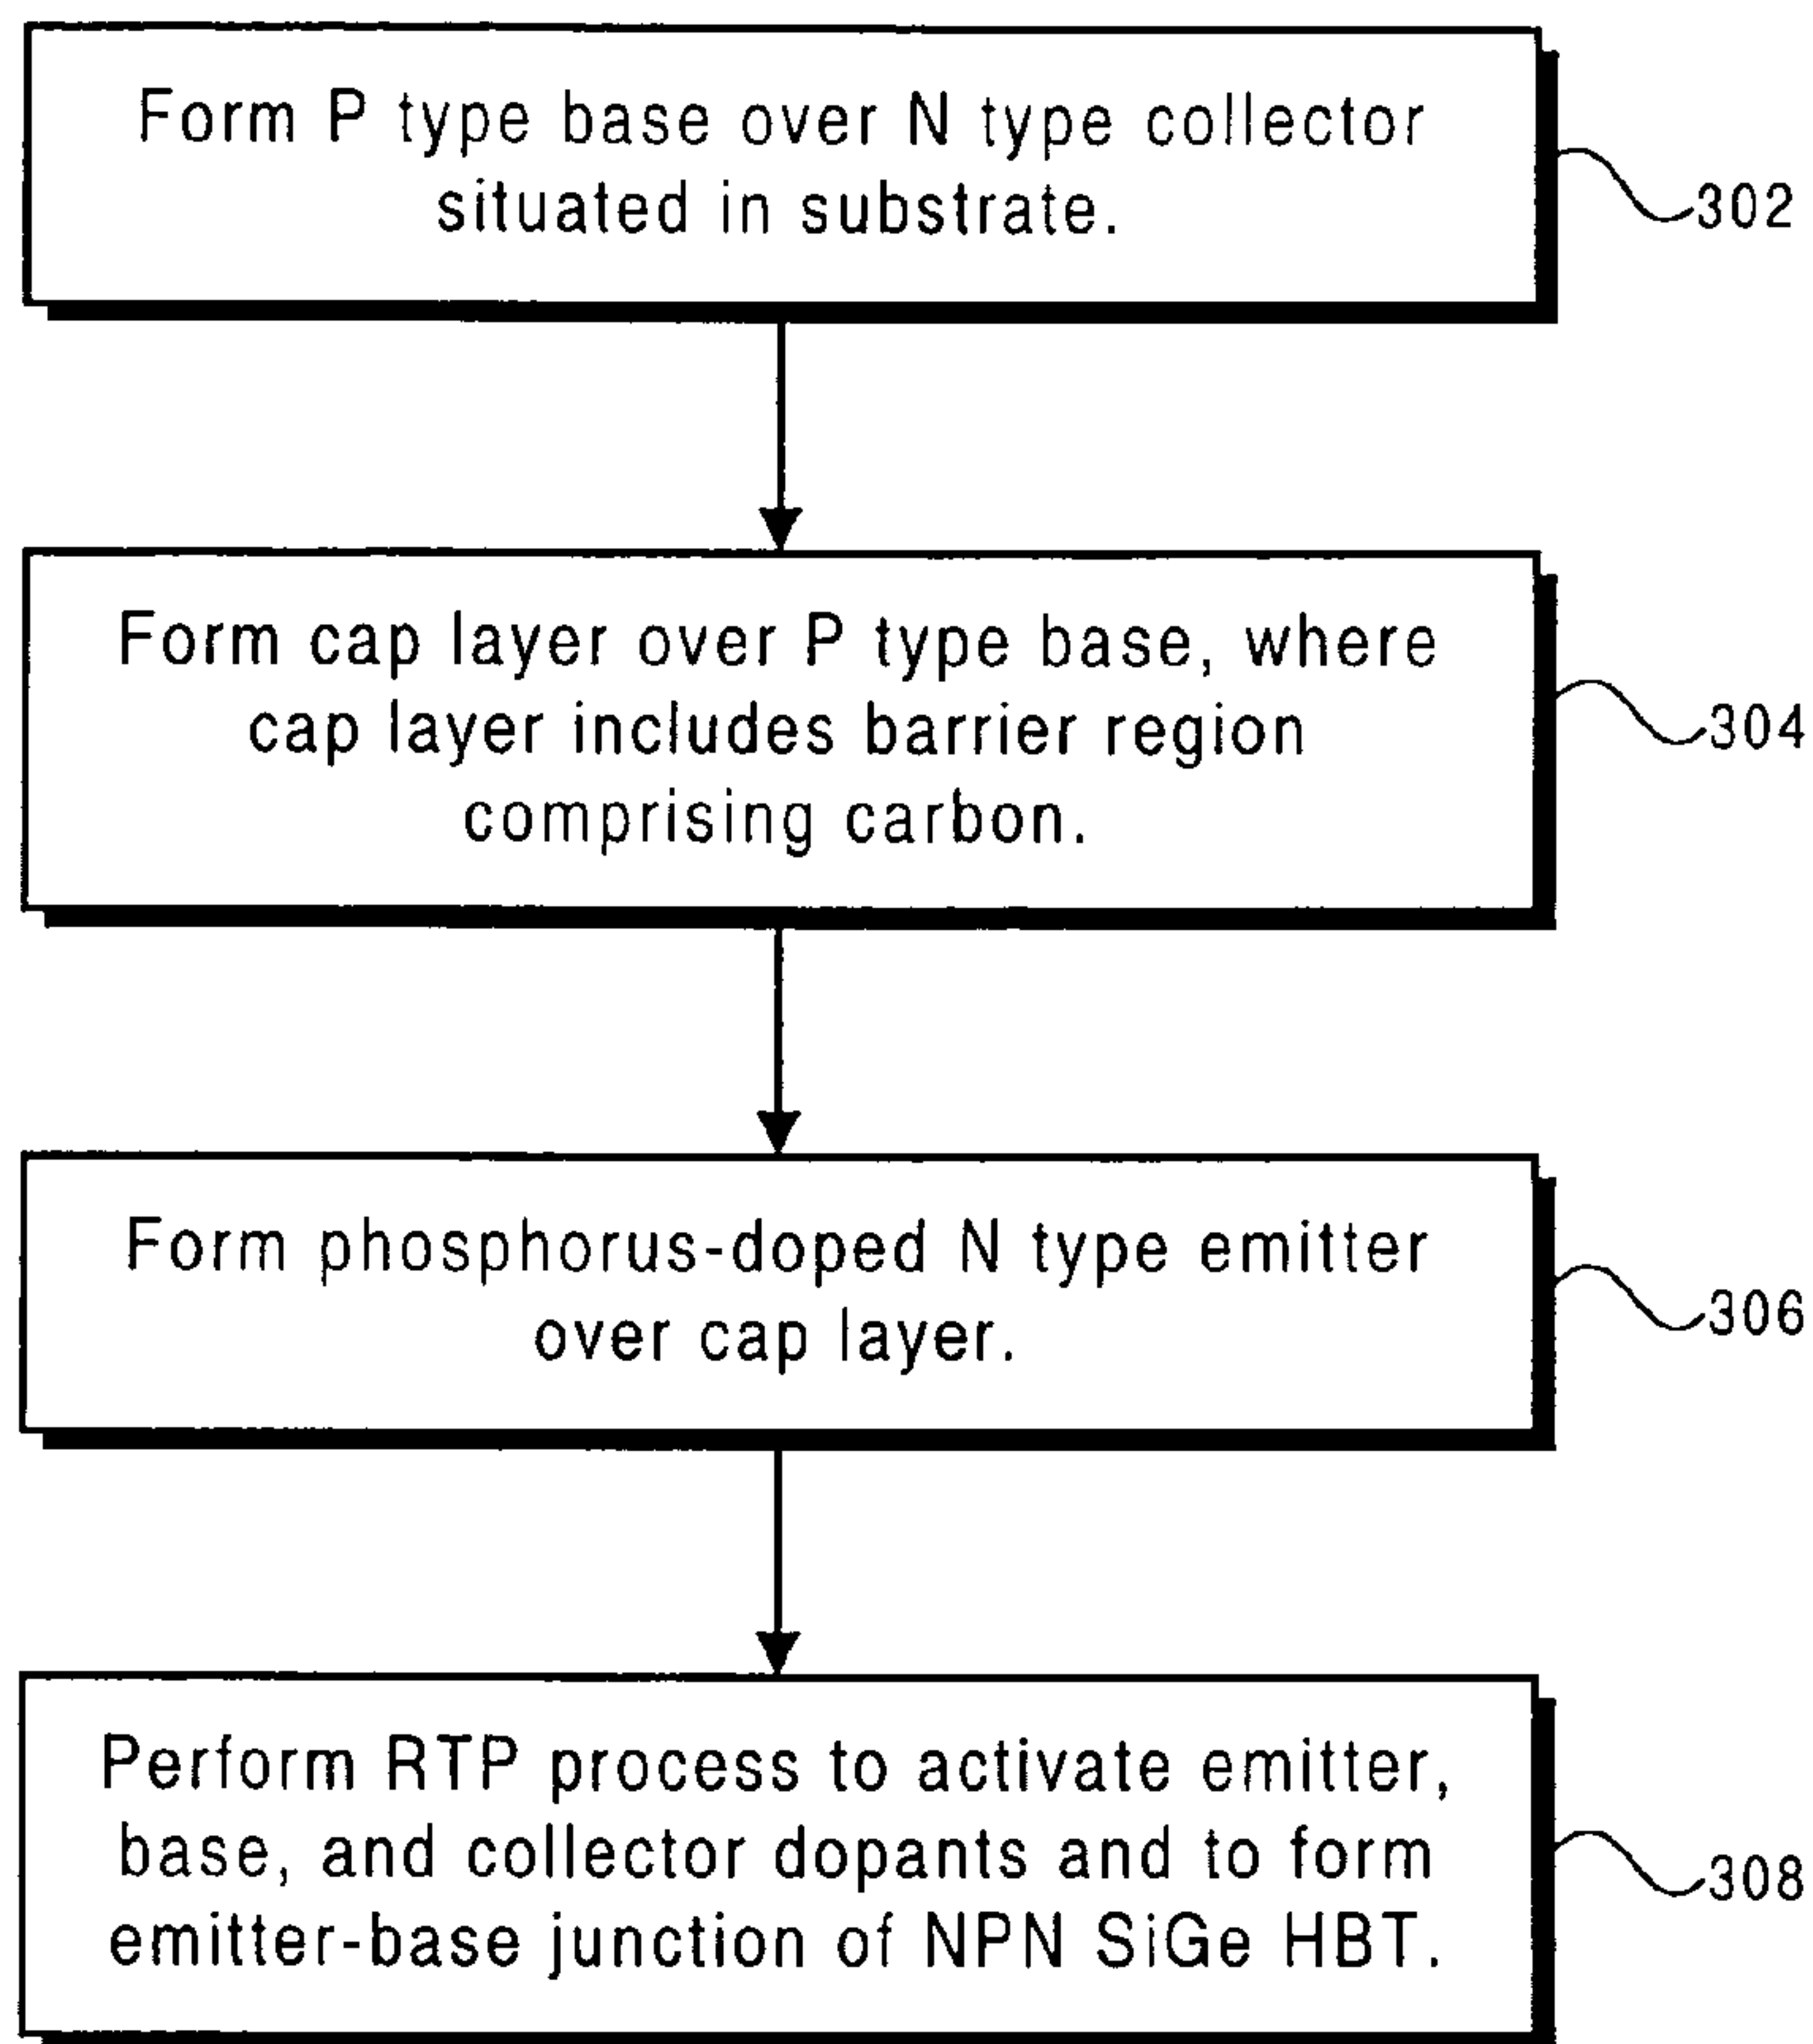 Form P type base over N type collector
situated in substrate.
302
Form cap layer over P type base, where
cap layer includes barrier region
comprising carbon.
304
Form phosphorus-doped N type emitter
over cap layer.
306
Perform RTP process to activate emitter,
base, and collector dopants and to form
emitter-base junction of NPN SiGe HBT.
308